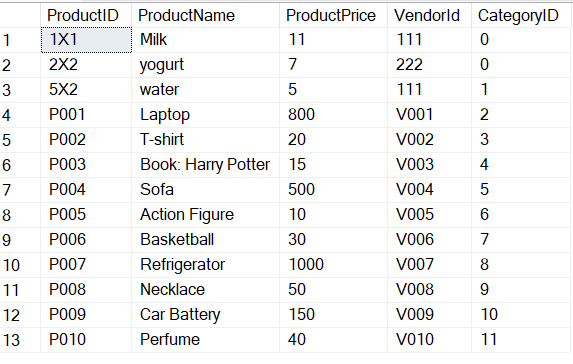 ProductID ProductName ProductPrice VendorId CategoryID
1 1X1 Milk 11 111 0
2 2X2 yogurt 7 222 0
3 5X2 water 5 111 1
4 P001 Laptop 800 V001 2
5 P002 T-shirt 20 V002 3
6 P003 Book: Harry Potter 15 V003 4
7 P004 Sofa 500 V004 5
8 P005 Action Figure 10 V005 6
9 P006 Basketball 30 V006 7
10 P007 Refrigerator 1000 V007 8
11 P008 Necklace 50 V008 9
12 P009 Car Battery 150 V009 10
13 P010 Perfume 40 V010 11